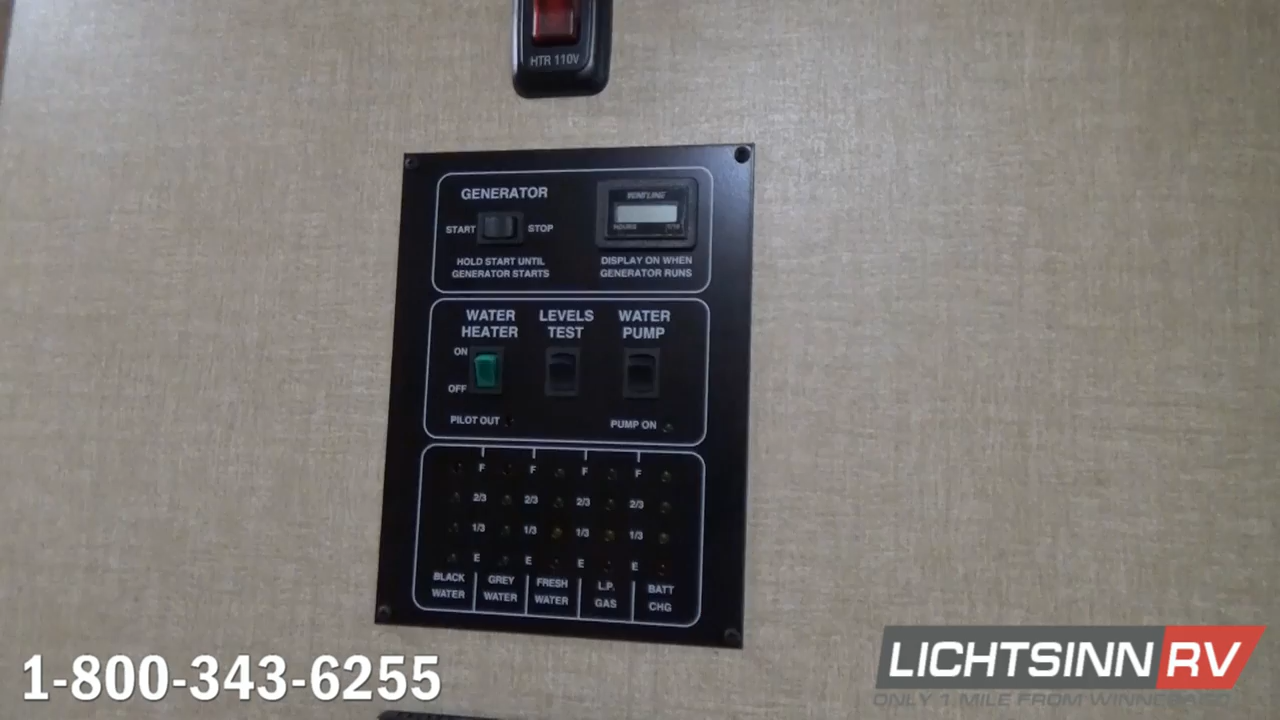 HTR 110V
GENERATOR
START
STOP
HOLD START UNTIL
GENERATOR STARTS
HOURS 1/10
DISPLAY ON WHEN
GENERATOR RUNS
WATER
HEATER
ON
OFF
PILOT OUT
LEVELS
TEST
WATER
PUMP
PUMP ON
F F F F
2/3 2/3 2/3 2/3
1/3 1/3 1/3 1/3
E E E E
BLACK
WATER
GREY
WATER
FRESH
WATER
L.P.
GAS
BATT
CHG
1-800-343-6255
LICHTSINN RV
ONLY 1 MILE FROM